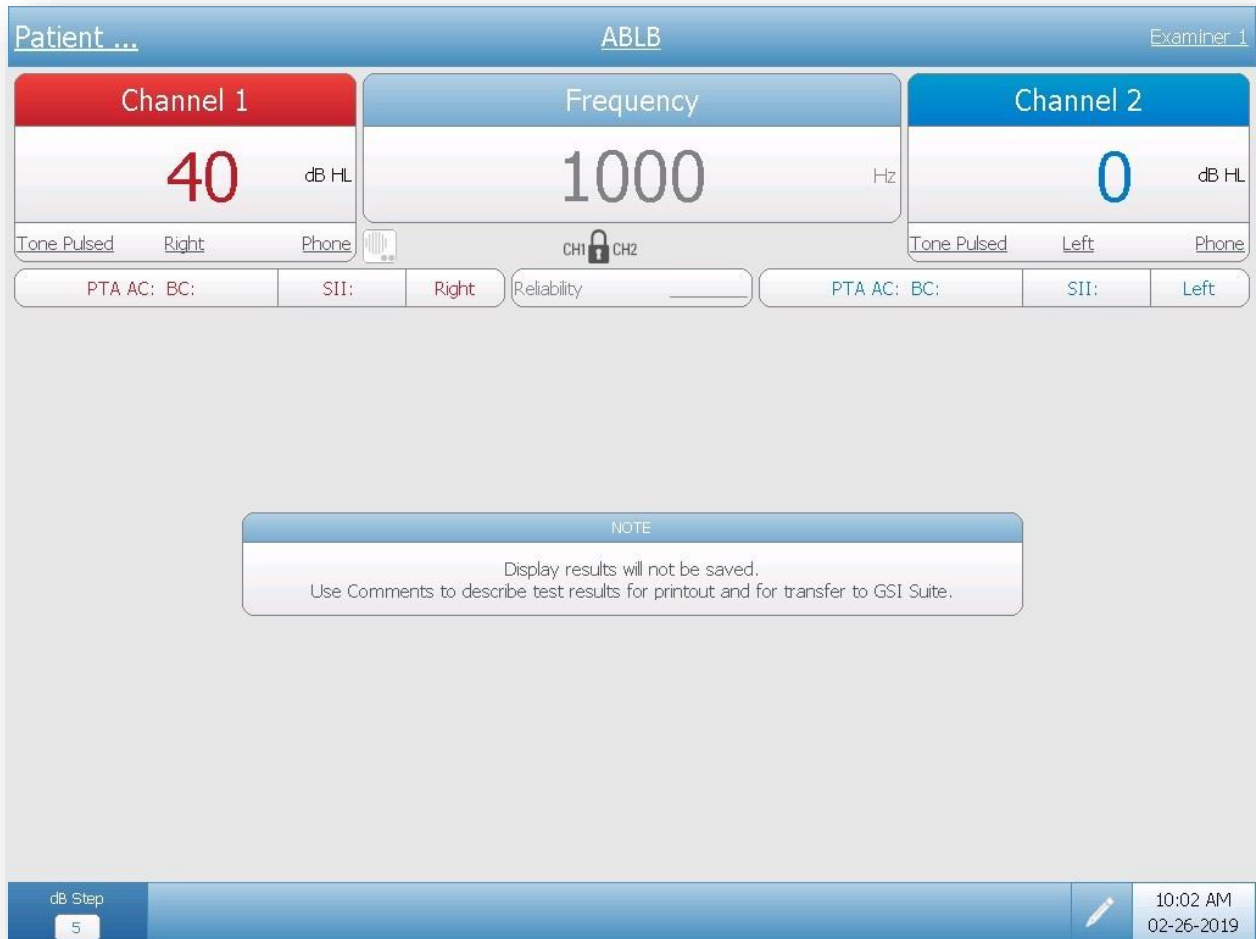 Patient ... ABLB Examiner 1
Channel 1 Frequency Channel 2
40 dB HL 1000 Hz 0 dB HL
Tone Pulsed Right Phone CH1 CH2 Tone Pulsed Left Phone
PTA AC: BC: SII: Right Reliability PTA AC: BC: SII: Left
NOTE
Display results will not be saved.
Use Comments to describe test results for printout and for transfer to GSI Suite.
dB Step
5
10:02 AM
02-26-2019